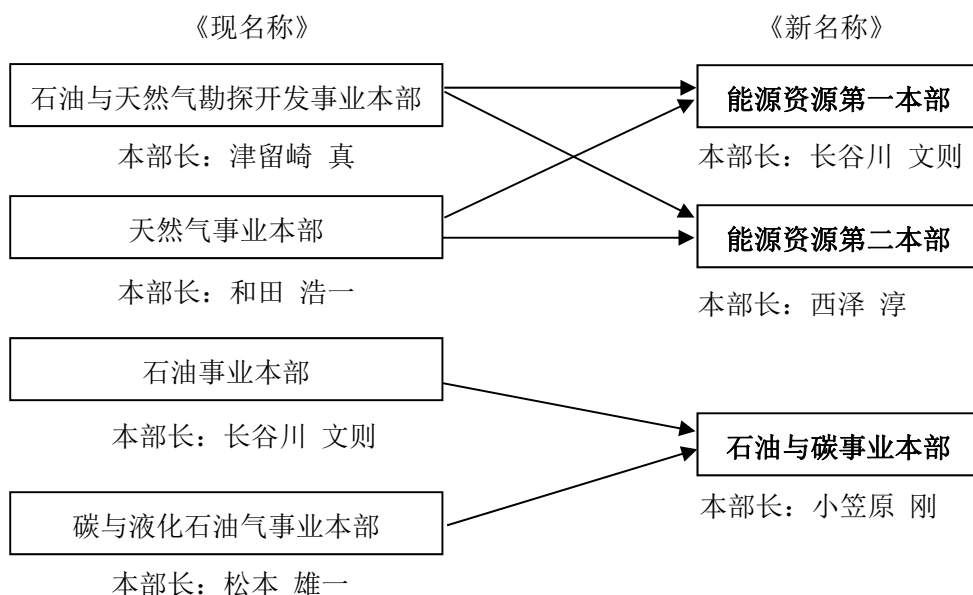 《现名称》
《新名称》
石油与天然气勘探开发事业本部
能源资源第一本部
本部长：津留崎 真
本部长：长谷川 文则
天然气事业本部
能源资源第二本部
本部长：和田 浩一
本部长：西泽 淳
石油事业本部
本部长：长谷川 文则
石油与碳事业本部
碳与液化石油气事业本部
本部长：小笠原 刚
本部长：松本 雄一